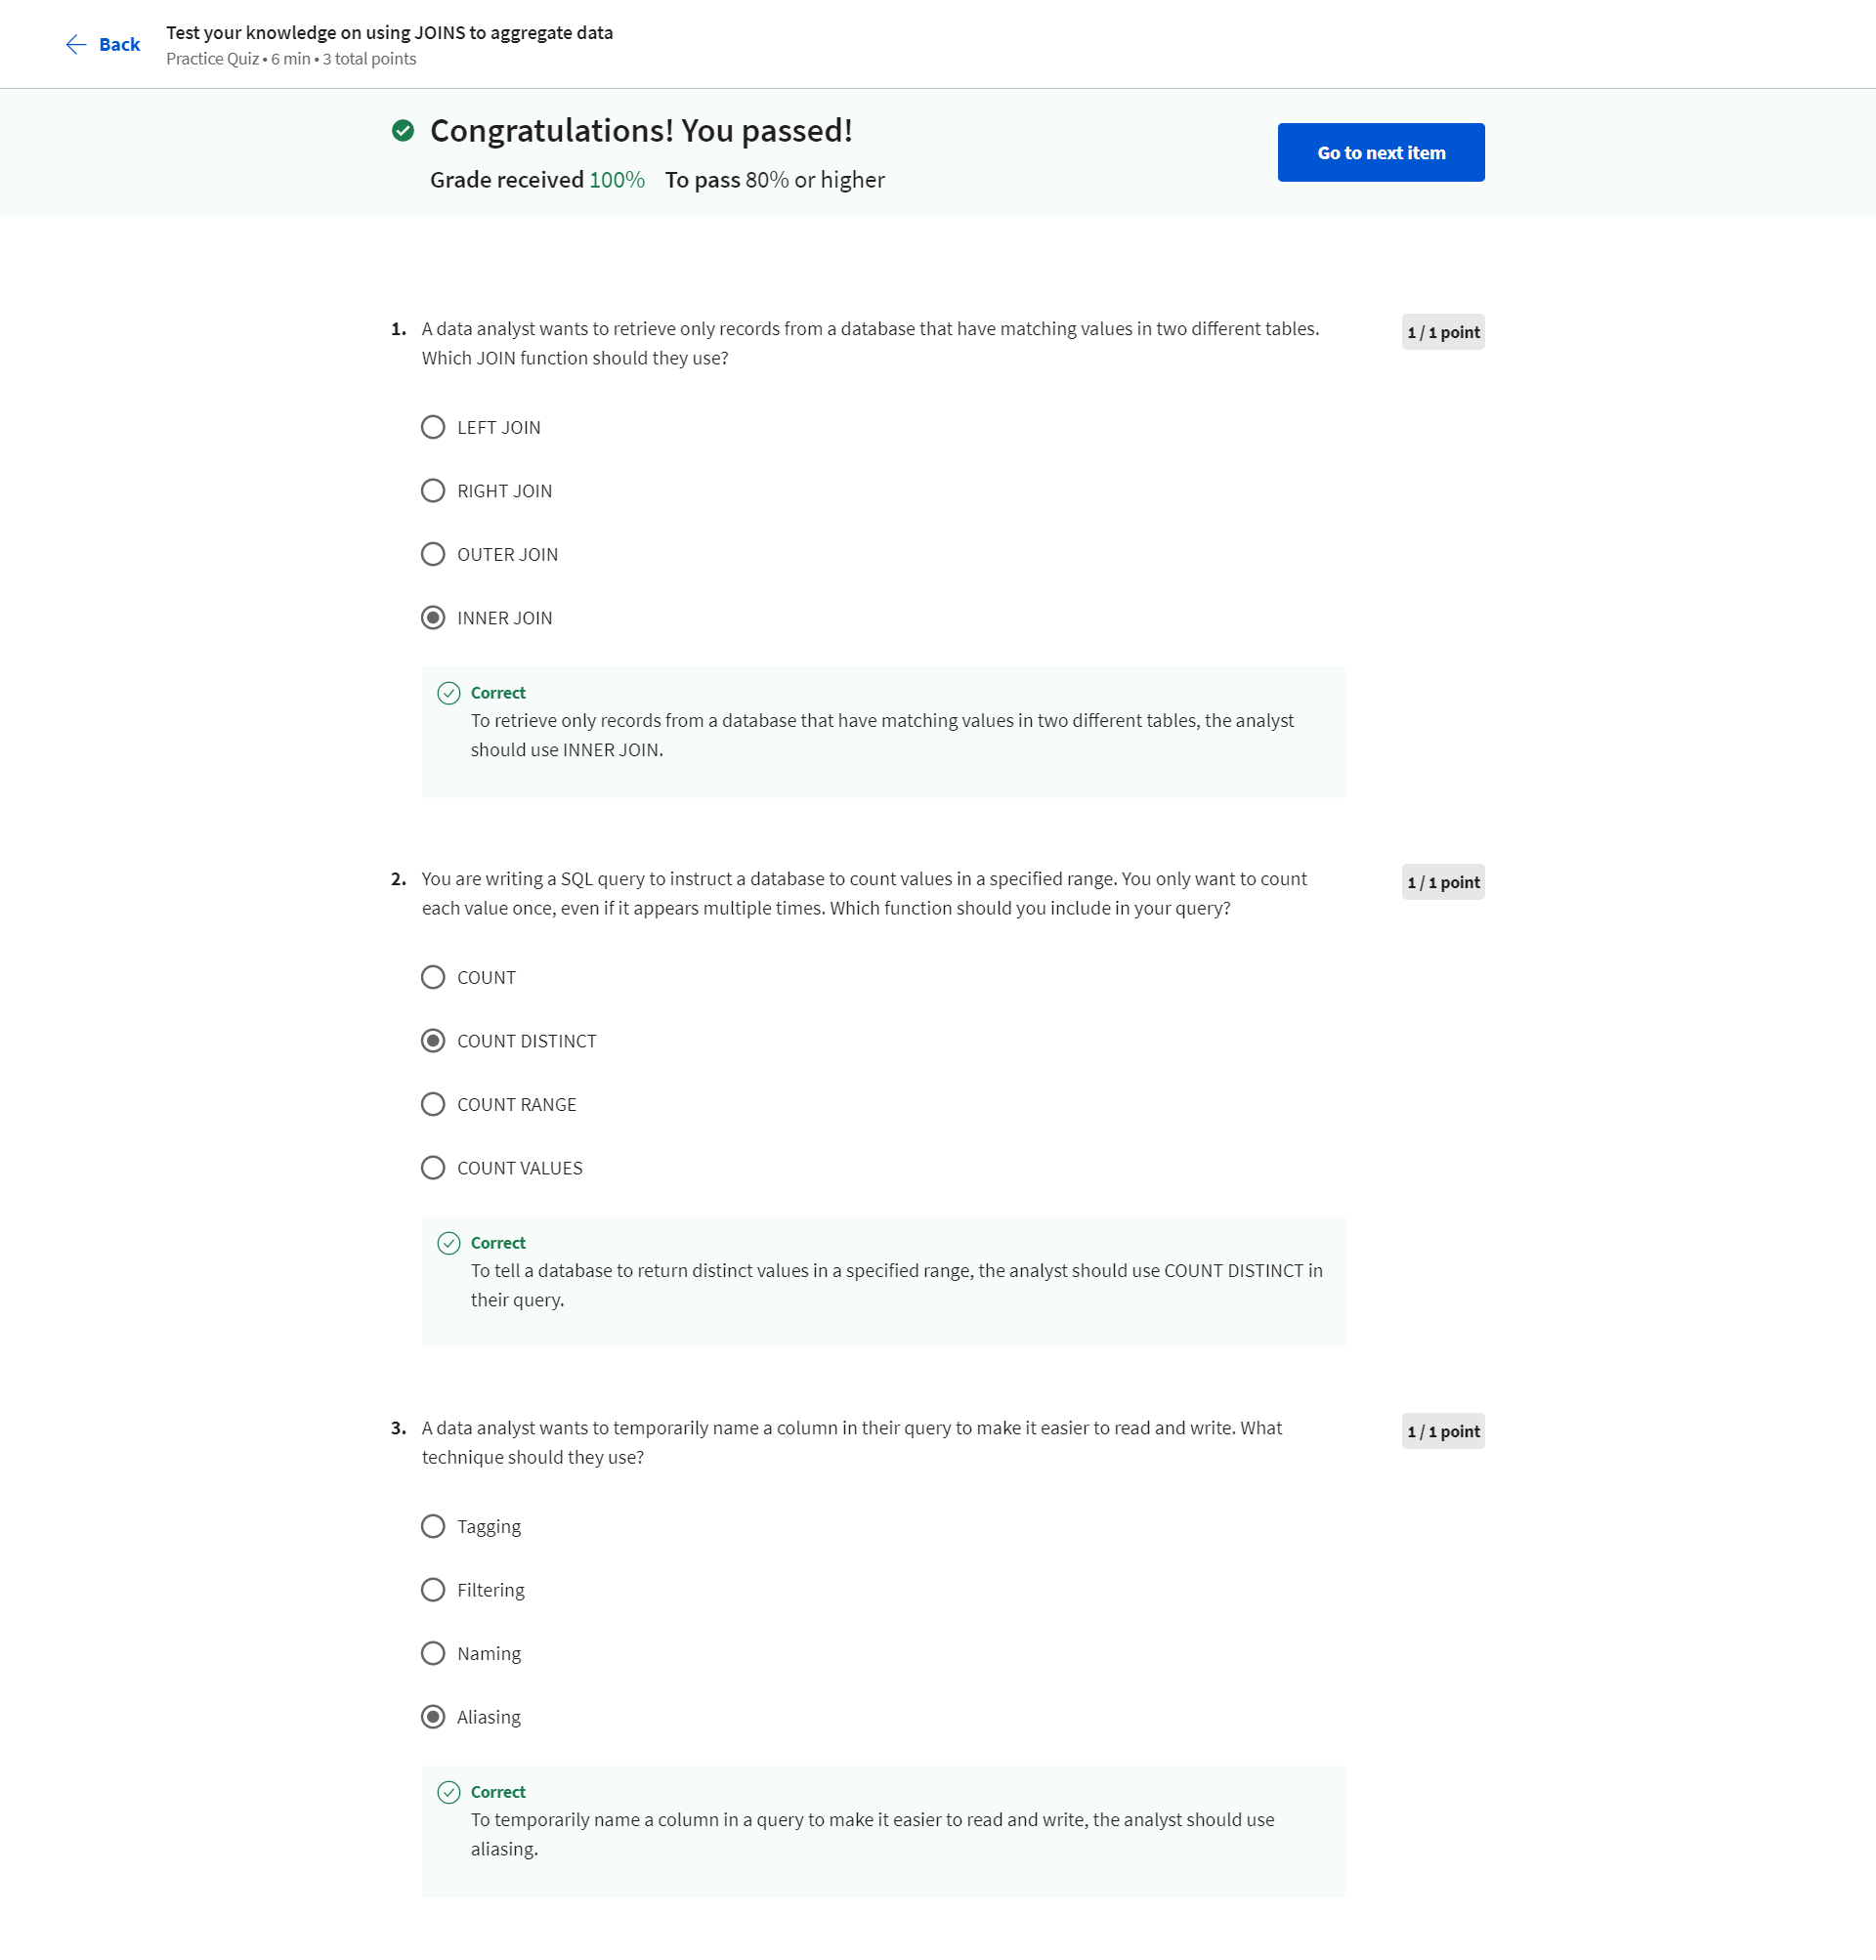 Back
Test your knowledge on using JOINS to aggregate data
Practice Quiz • 6 min • 3 total points
Congratulations! You passed!
Grade received 100% To pass 80% or higher
Go to next item
1. A data analyst wants to retrieve only records from a database that have matching values in two different tables.
Which JOIN function should they use?
1 / 1 point
LEFT JOIN
RIGHT JOIN
OUTER JOIN
INNER JOIN
Correct
To retrieve only records from a database that have matching values in two different tables, the analyst
should use INNER JOIN.
2. You are writing a SQL query to instruct a database to count values in a specified range. You only want to count
each value once, even if it appears multiple times. Which function should you include in your query?
1 / 1 point
COUNT
COUNT DISTINCT
COUNT RANGE
COUNT VALUES
Correct
To tell a database to return distinct values in a specified range, the analyst should use COUNT DISTINCT in
their query.
3. A data analyst wants to temporarily name a column in their query to make it easier to read and write. What
technique should they use?
1 / 1 point
Tagging
Filtering
Naming
Aliasing
Correct
To temporarily name a column in a query to make it easier to read and write, the analyst should use
aliasing.